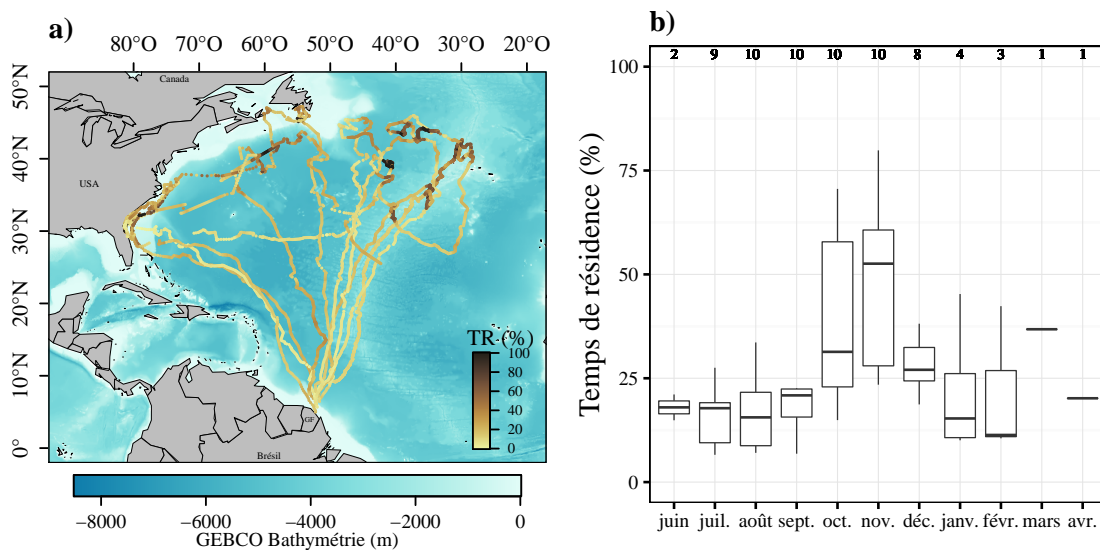 a)
80°O 70°O 60°O 50°O 40°O 30°O 20°O
50°N
40°N
30°N
20°N
10°N
0°
Canada
USA
GF
Brésil
TR (%)
100
80
60
40
20
0
−8000 −6000 −4000 −2000 0
GEBCO Bathymétrie (m)
b)
2 9 10 10 10 10 8 4 3 1 1
Temps de résidence (%)
100
75
50
25
0
juin juil. août sept. oct. nov. déc. janv. févr. mars avr.